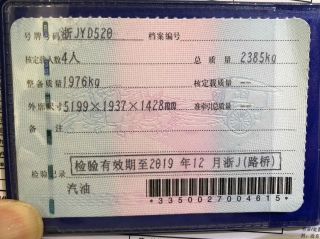 号牌号码 浙JYD520 档案编号
核定载人数 4人 总质量 2385kg
整备质量 1976kg 核定载质量 --
外廓尺寸 5199×1937×1428mm 准牵引总质量 --
备注
检验记录 检验有效期至2019年12月浙J(路桥)
汽油
*3350027004615*